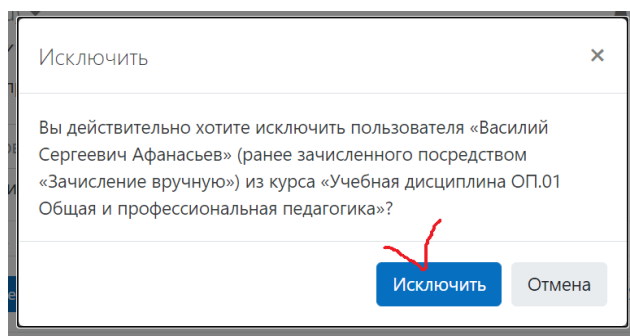 Исключить
×
Вы действительно хотите исключить пользователя «Василий
Сергеевич Афанасьев» (ранее зачисленного посредством
«Зачисление вручную») из курса «Учебная дисциплина ОП.01
Общая и профессиональная педагогика»?
Исключить Отмена